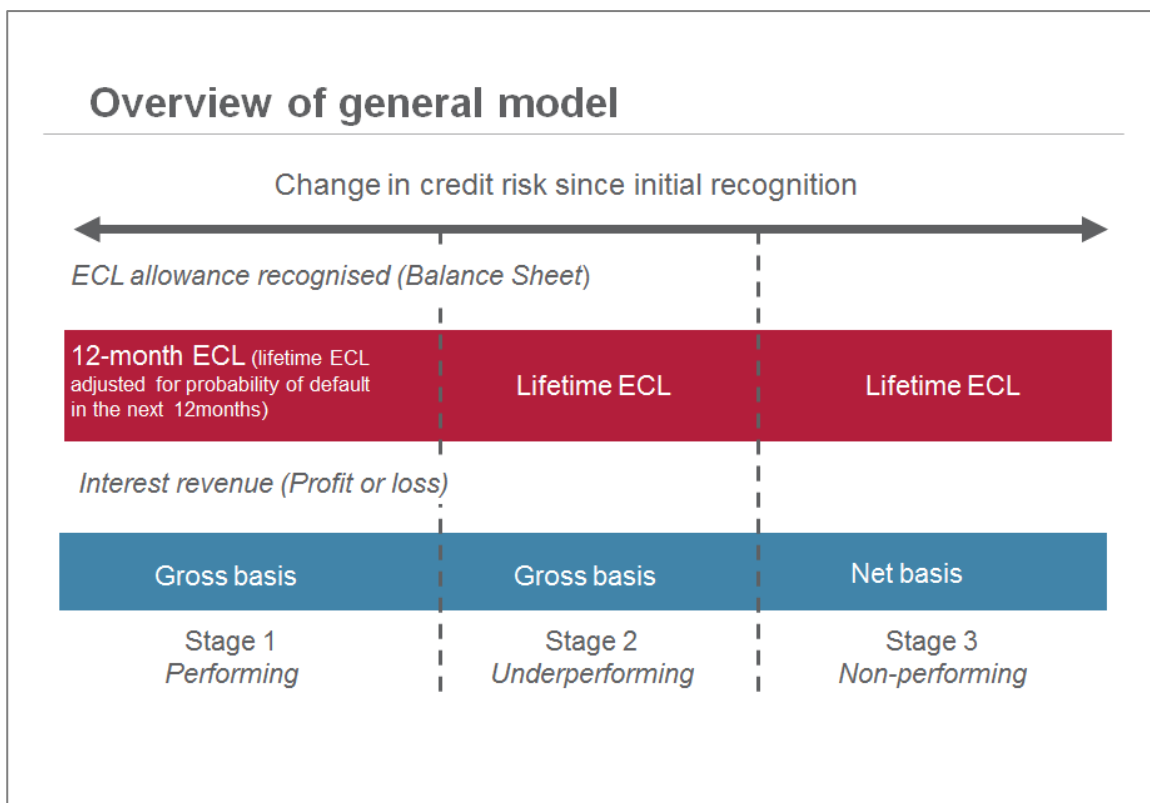 Overview of general model
Change in credit risk since initial recognition
ECL allowance recognised (Balance Sheet)
12-month ECL (lifetime ECL
adjusted for probability of default
in the next 12months)
Lifetime ECL
Lifetime ECL
Interest revenue (Profit or loss)
Gross basis
Gross basis
Net basis
Stage 1
Performing
Stage 2
Underperforming
Stage 3
Non-performing